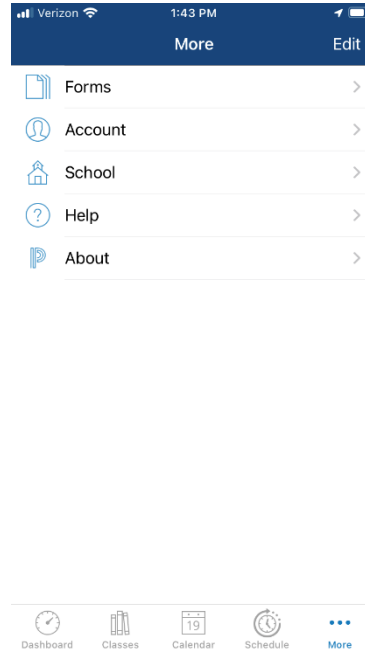 Verizon 1:43 PM
More Edit
Forms
Account
School
? Help
About
19
Dashboard Classes Calendar Schedule More